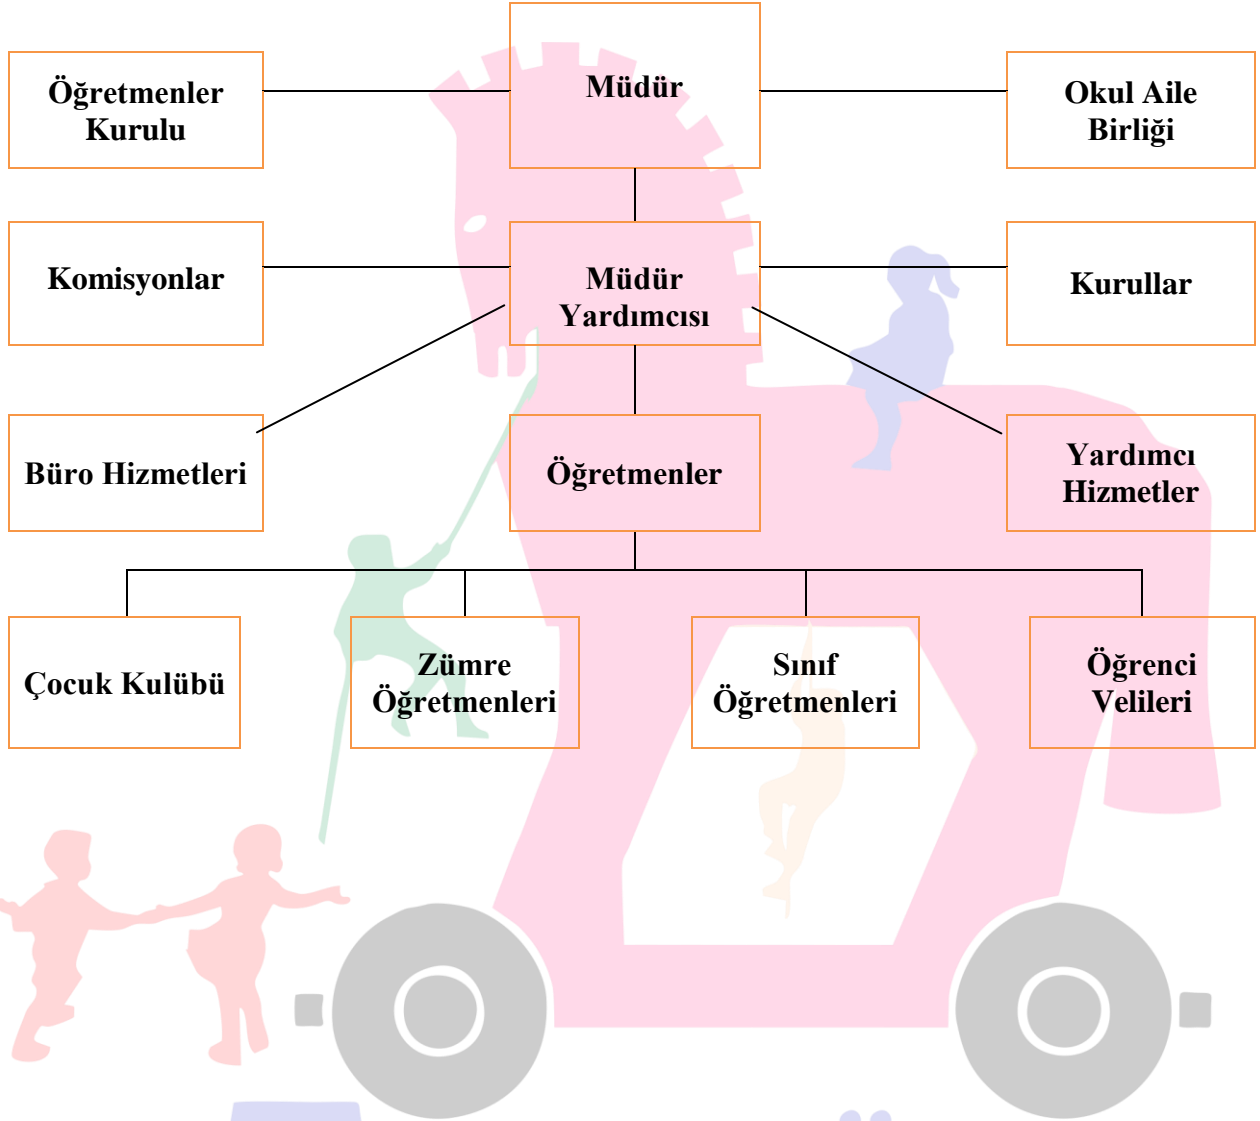 Öğretmenler
Kurulu
Müdür
Okul Aile
Birliği
Komisyonlar
Müdür
Yardımcısı
Kurullar
Büro Hizmetleri
Öğretmenler
Yardımcı
Hizmetler
Çocuk Kulübü
Zümre
Öğretmenleri
Sınıf
Öğretmenleri
Öğrenci
Velileri